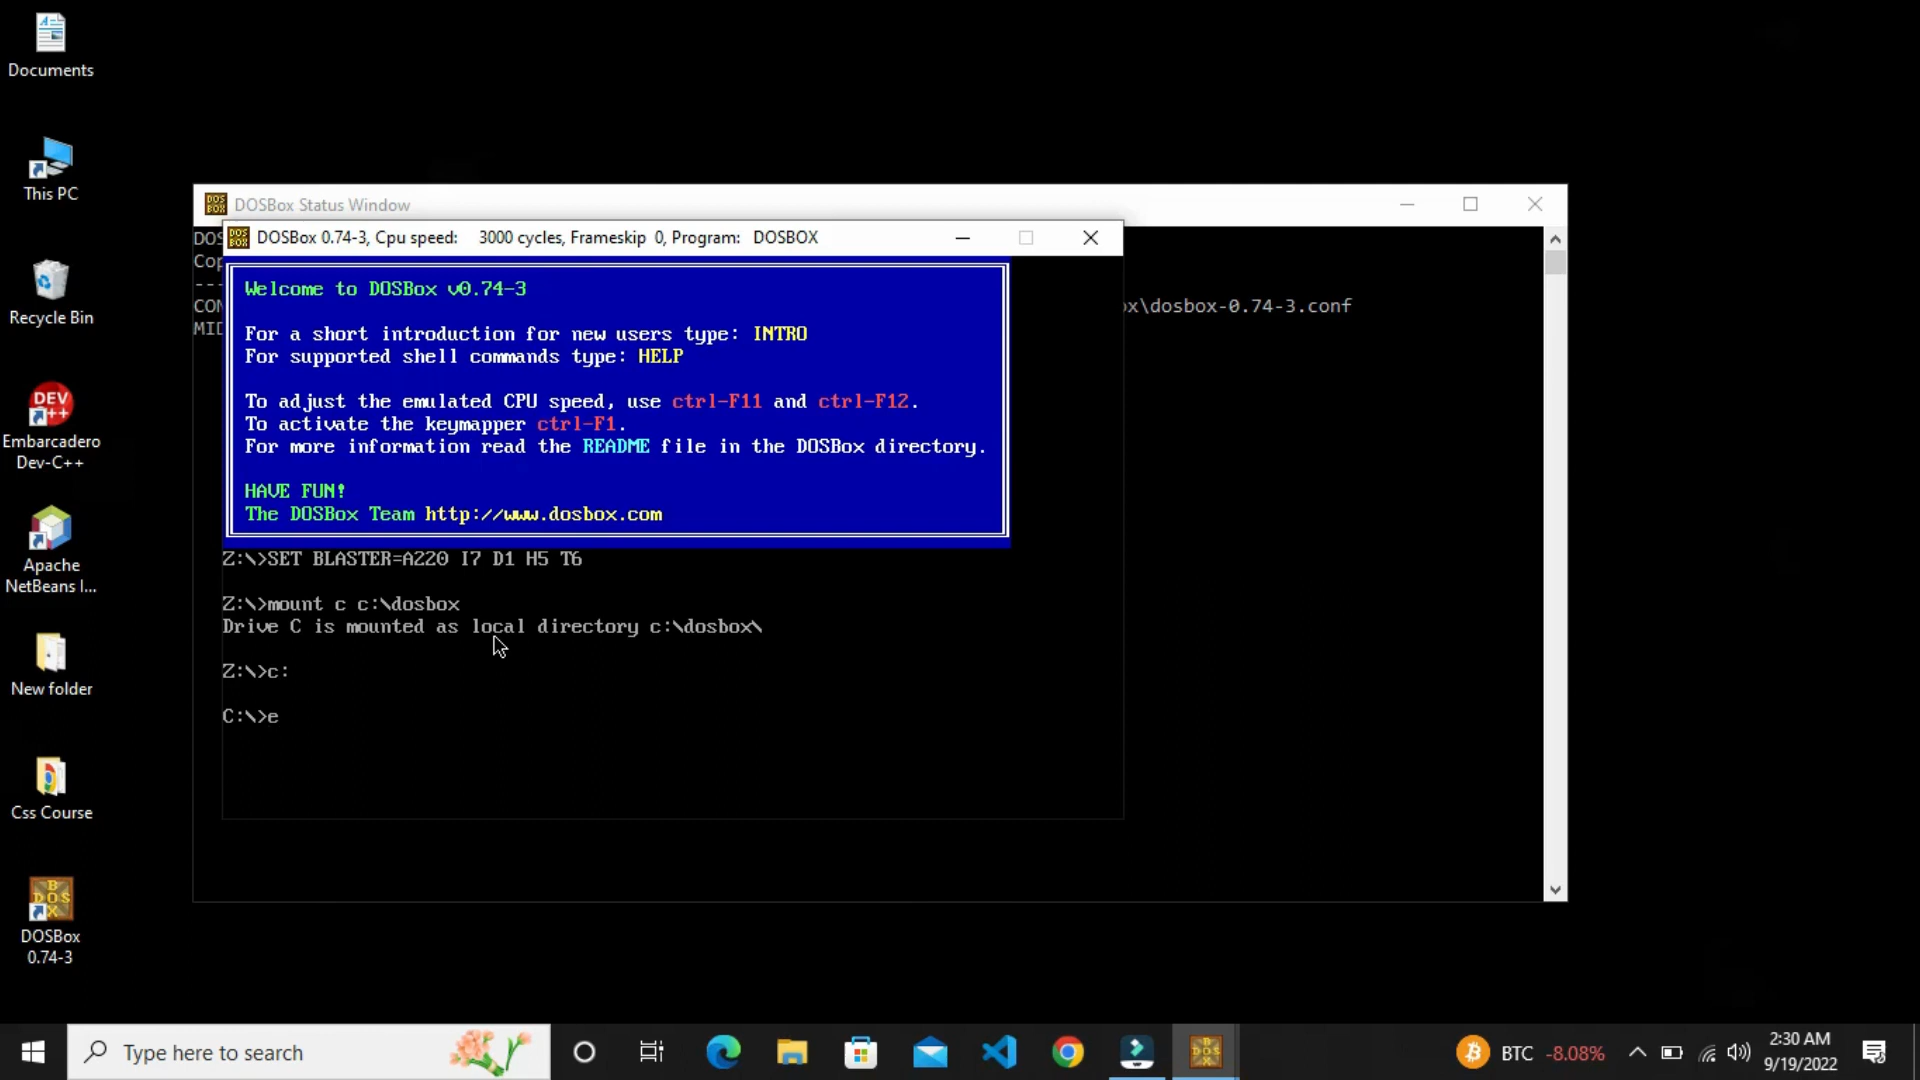 Documents
This PC
Recycle Bin
DEV
C++
Embarcadero
Dev-C++
Apache
NetBeans I...
New folder
Css Course
DOSBox
0.74-3
DOSBox Status Window
DOSBox 0.74-3, Cpu speed: 3000 cycles, Frameskip 0, Program: DOSBOX
DOS
Cop
---
CON
ox\dosbox-0.74-3.conf
MID
Welcome to DOSBox v0.74-3
For a short introduction for new users type: INTRO
For supported shell commands type: HELP
To adjust the emulated CPU speed, use ctrl-F11 and ctrl-F12.
To activate the keymapper ctrl-F1.
For more information read the README file in the DOSBox directory.
HAVE FUN!
The DOSBox Team http://www.dosbox.com
Z:\>SET BLASTER=A220 I7 D1 H5 T6
Z:\>mount c c:\dosbox
Drive C is mounted as local directory c:\dosbox\
Z:\>c:
C:\>e
Type here to search
BTC -8.08%
2:30 AM
9/19/2022